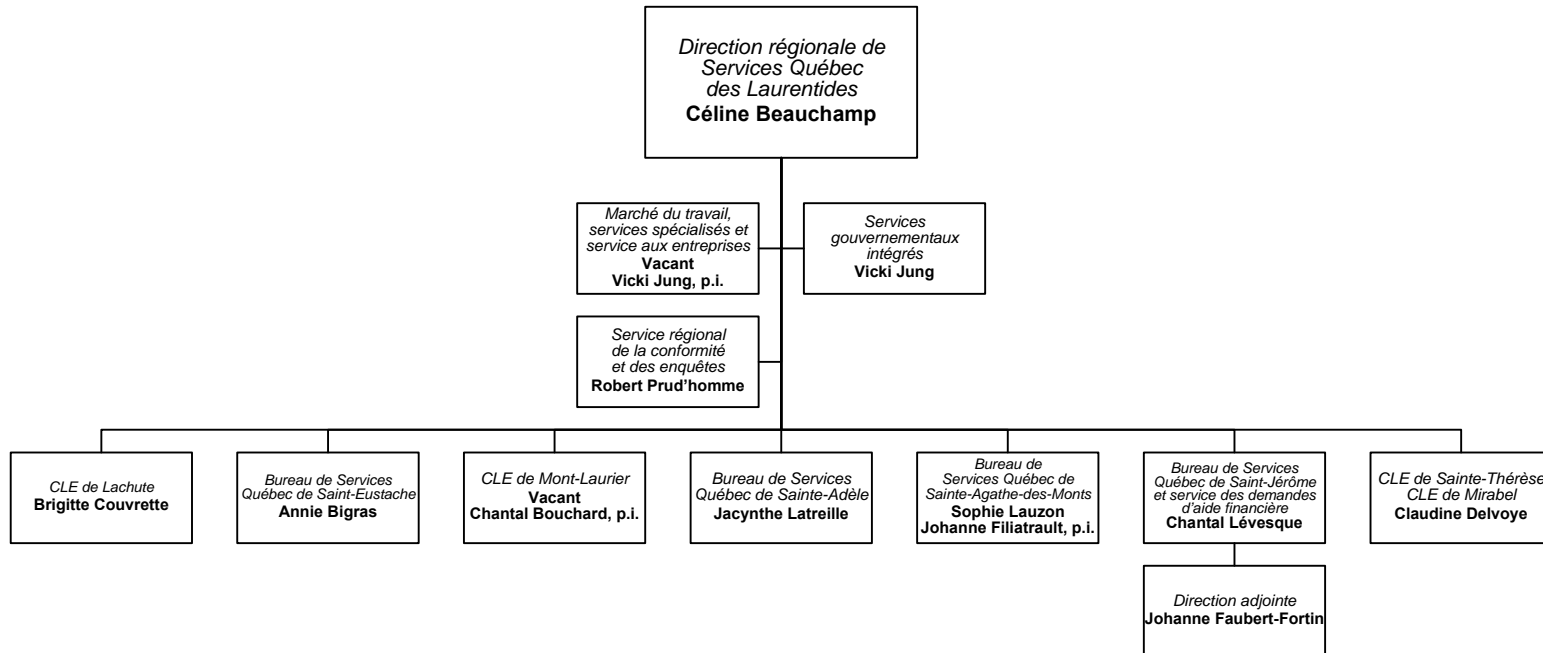 Direction régionale de
Services Québec
des Laurentides
Céline Beauchamp
Marché du travail,
services spécialisés et
service aux entreprises
Vacant
Vicki Jung, p.i.
Services
gouvernementaux
intégrés
Vicki Jung
Service régional
de la conformité
et des enquêtes
Robert Prud’homme
CLE de Lachute
Brigitte Couvrette
Bureau de Services
Québec de Saint-Eustache
Annie Bigras
CLE de Mont-Laurier
Vacant
Chantal Bouchard, p.i.
Bureau de Services
Québec de Sainte-Adèle
Jacynthe Latreille
Bureau de
Services Québec de
Sainte-Agathe-des-Monts
Sophie Lauzon
Johanne Filiatrault, p.i.
Bureau de Services
Québec de Saint-Jérôme
et service des demandes
d’aide financière
Chantal Lévesque
CLE de Sainte-Thérèse
CLE de Mirabel
Claudine Delvoye
Direction adjointe
Johanne Faubert-Fortin